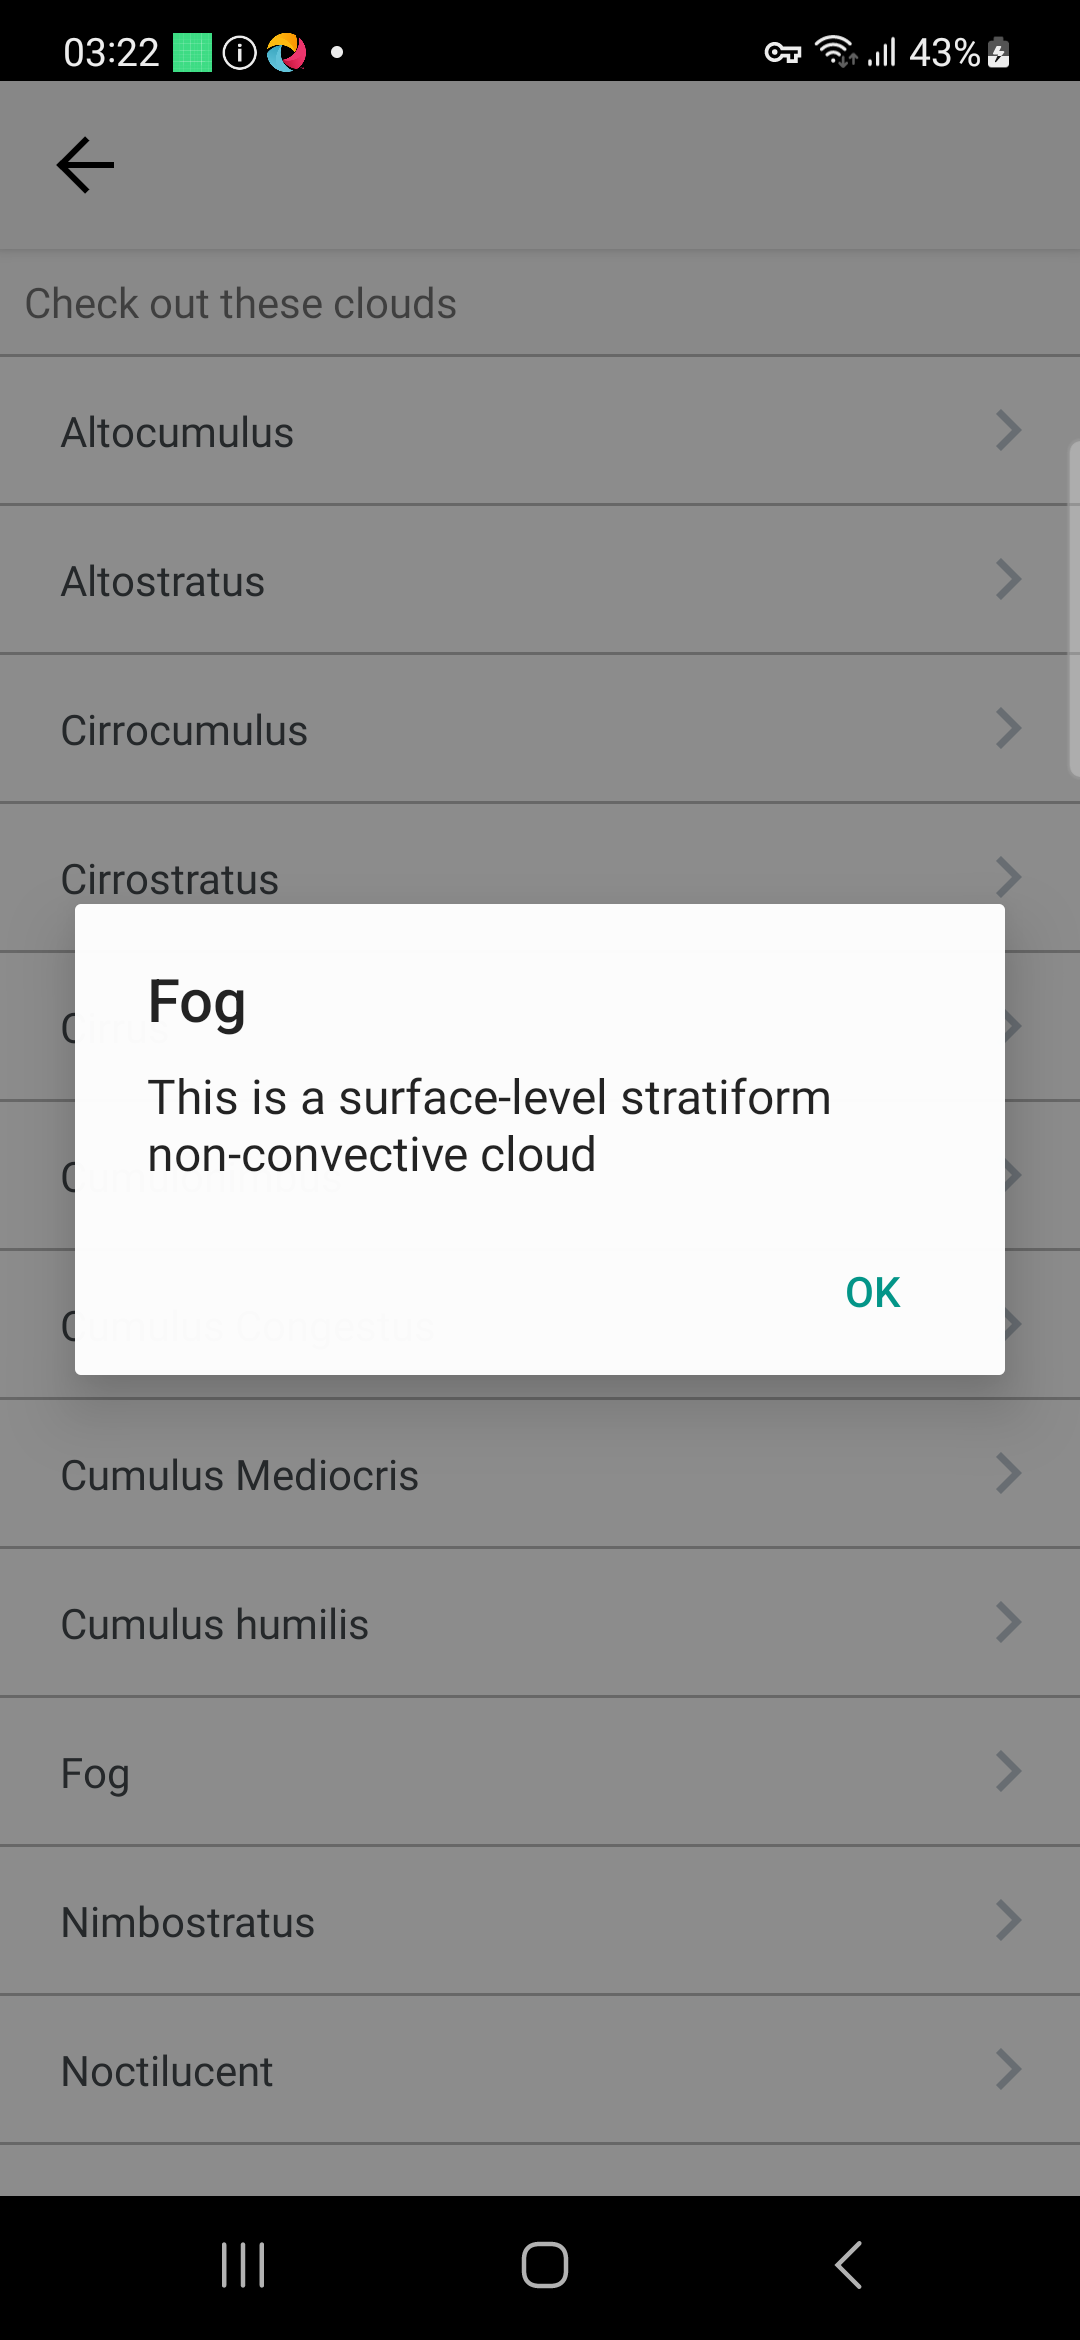 03:22
43%
Check out these clouds
Altocumulus
Altostratus
Cirrocumulus
Cirrostratus
Fog
This is a surface-level stratiform
non-convective cloud
OK
Cumulus Mediocris
Cumulus humilis
Fog
Nimbostratus
Noctilucent